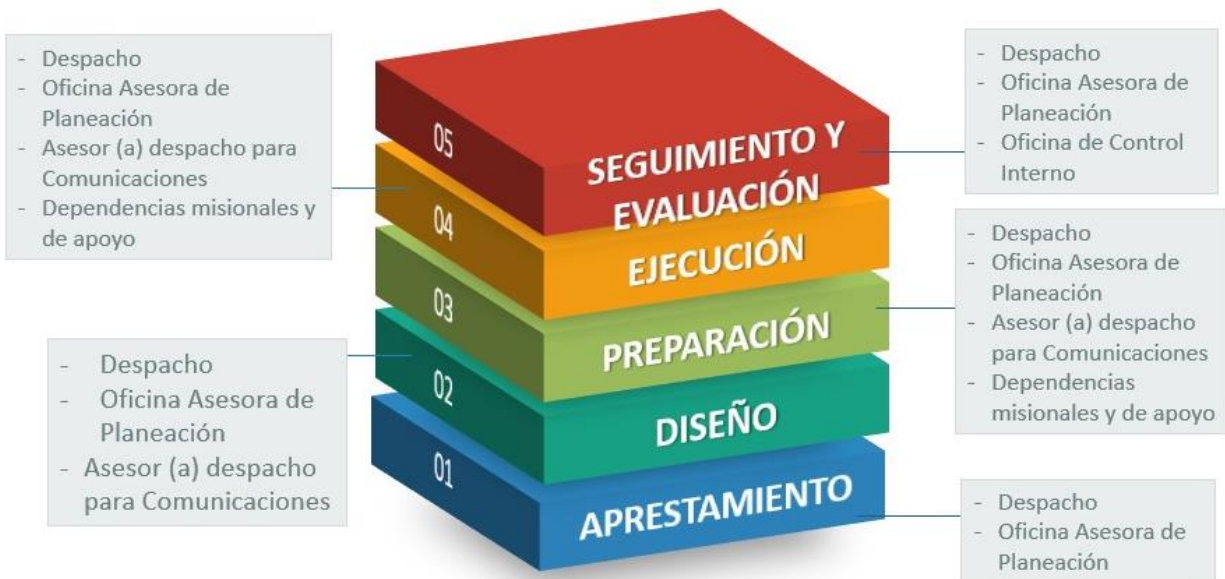 - Despacho
- Oficina Asesora de
Planeación
- Asesor (a) despacho para
Comunicaciones
- Dependencias misionales y
de apoyo
- Despacho
- Oficina Asesora de
Planeación
- Asesor (a) despacho
para Comunicaciones
05
SEGUIMIENTO Y
EVALUACIÓN
04
EJECUCIÓN
03
PREPARACIÓN
02
DISEÑO
01
APRESTAMIENTO
- Despacho
- Oficina Asesora de
Planeación
- Oficina de Control
Interno
- Despacho
- Oficina Asesora de
Planeación
- Asesor (a) despacho
para Comunicaciones
- Dependencias
misionales y de apoyo
- Despacho
- Oficina Asesora de
Planeación